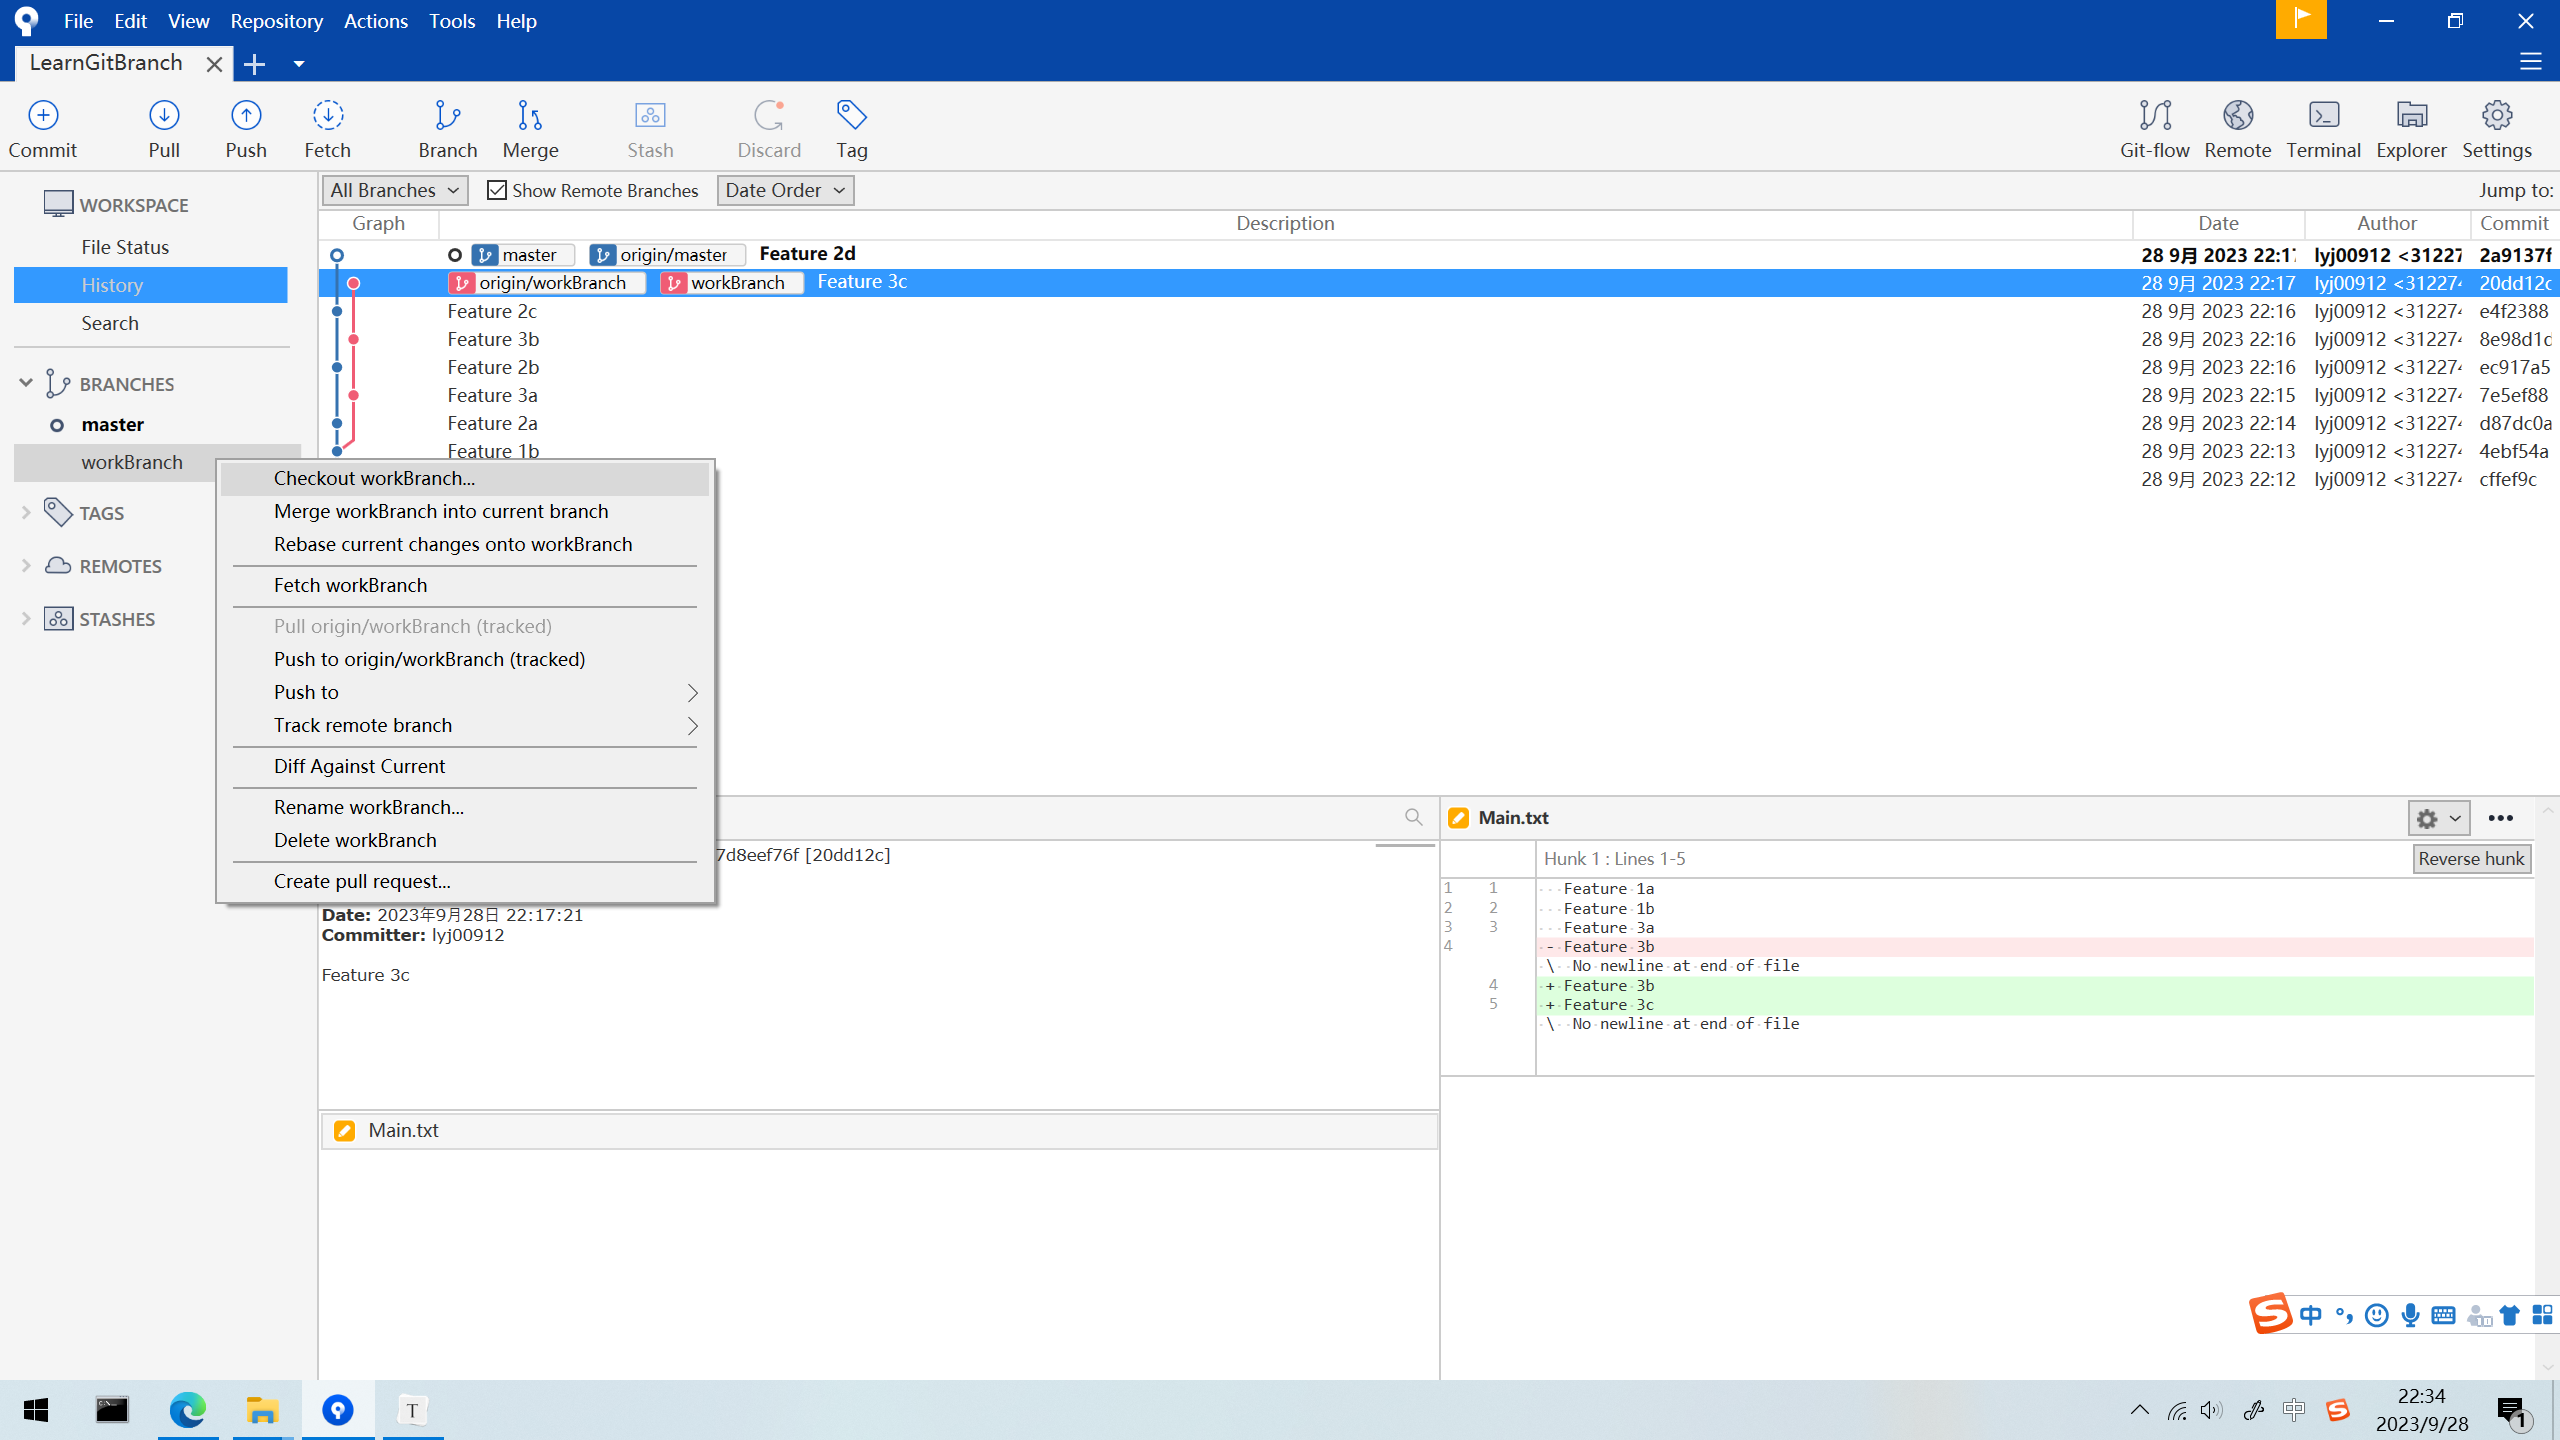 File Edit View Repository Actions Tools Help
LearnGitBranch
Commit Pull Push Fetch Branch Merge Stash Discard Tag Git-flow Remote Terminal Explorer Settings
WORKSPACE
File Status
History
Search
BRANCHES
master
workBranch
TAGS
REMOTES
STASHES
All Branches Show Remote Branches Date Order Jump to:
Graph Description Date Author Commit
master origin/master Feature 2d 28 9月 2023 22:17 lyj00912 <31227 2a9137f
origin/workBranch workBranch Feature 3c 28 9月 2023 22:17 lyj00912 <312274 20dd12c
Feature 2c 28 9月 2023 22:16 lyj00912 <312274 e4f2388
Feature 3b 28 9月 2023 22:16 lyj00912 <312274 8e98d1d
Feature 2b 28 9月 2023 22:16 lyj00912 <312274 ec917a5
Feature 3a 28 9月 2023 22:15 lyj00912 <312274 7e5ef88
Feature 2a 28 9月 2023 22:14 lyj00912 <312274 d87dc0a
Feature 1b 28 9月 2023 22:13 lyj00912 <312274 4ebf54a
28 9月 2023 22:12 lyj00912 <312274 cffef9c
Checkout workBranch...
Merge workBranch into current branch
Rebase current changes onto workBranch
Fetch workBranch
Pull origin/workBranch (tracked)
Push to origin/workBranch (tracked)
Push to
Track remote branch
Diff Against Current
Rename workBranch...
Delete workBranch
Create pull request...
7d8eef76f [20dd12c]
Date: 2023年9月28日 22:17:21
Committer: lyj00912
Feature 3c
Main.txt
Main.txt
Hunk 1 : Lines 1-5 Reverse hunk
1 1 Feature 1a
2 2 Feature 1b
3 3 Feature 3a
4 - Feature 3b
\ No newline at end of file
4 + Feature 3b
5 + Feature 3c
\ No newline at end of file
中
T
中
22:34
2023/9/28
1